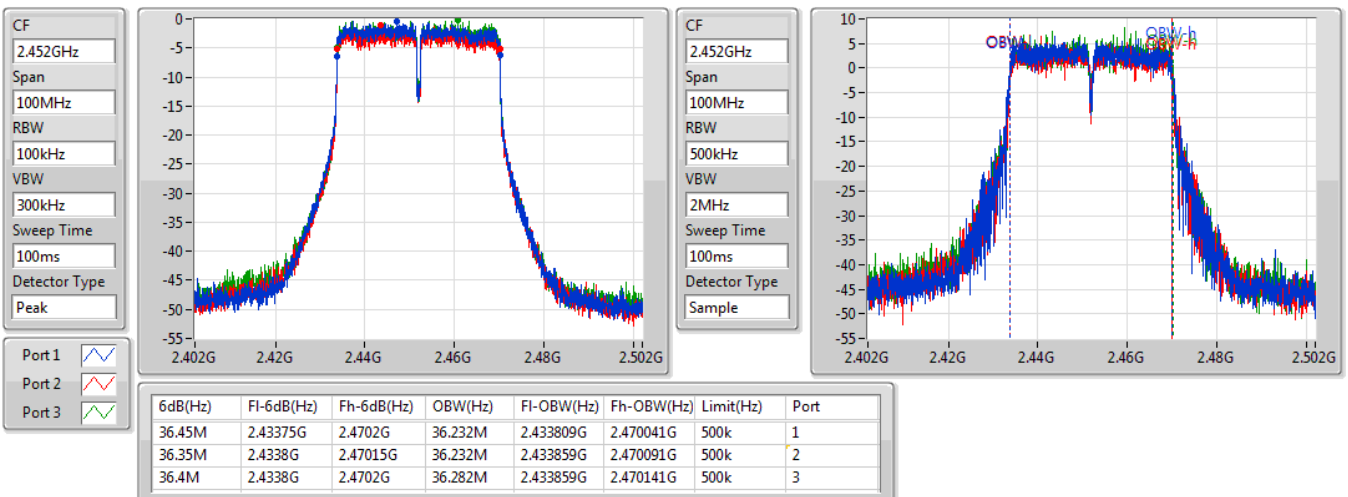 CF
2.452GHz
Span
100MHz
RBW
100kHz
VBW
300kHz
Sweep Time
100ms
Detector Type
Peak
Port 1
Port 2
Port 3
0
-5
-10
-15
-20
-25
-30
-35
-40
-45
-50
-55
2.402G 2.42G 2.44G 2.46G 2.48G 2.502G
CF
2.452GHz
Span
100MHz
RBW
500kHz
VBW
2MHz
Sweep Time
100ms
Detector Type
Sample
10
5
0
-5
-10
-15
-20
-25
-30
-35
-40
-45
-50
-55
OBW-h
OBW-h
2.402G 2.42G 2.44G 2.46G 2.48G 2.502G
6dB(Hz) Fl-6dB(Hz) Fh-6dB(Hz) OBW(Hz) Fl-OBW(Hz) Fh-OBW(Hz) Limit(Hz) Port
36.45M 2.43375G 2.4702G 36.232M 2.433809G 2.470041G 500k 1
36.35M 2.4338G 2.47015G 36.232M 2.433859G 2.470091G 500k 2
36.4M 2.4338G 2.4702G 36.282M 2.433859G 2.470141G 500k 3